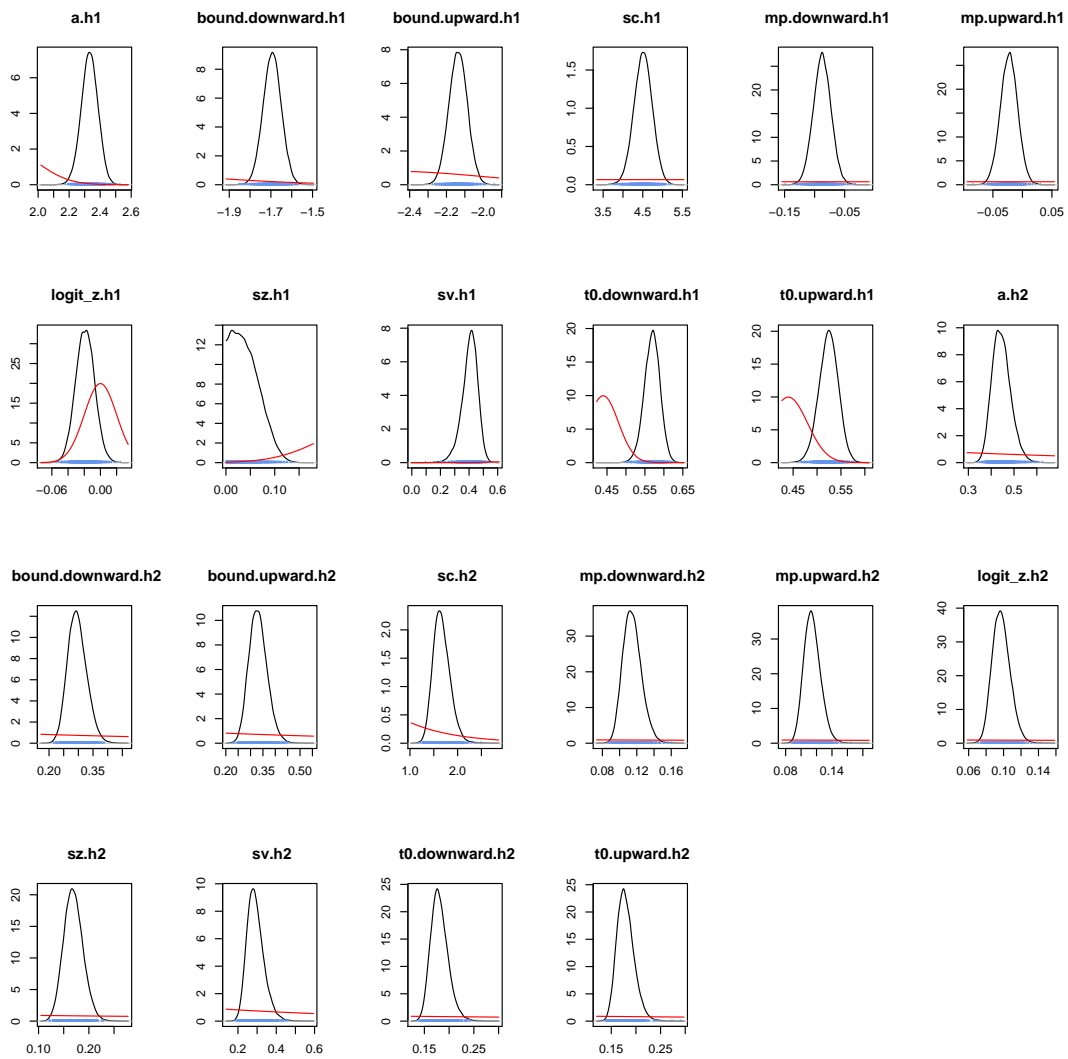 a.h1 bound.downward.h1 bound.upward.h1 sc.h1 mp.downward.h1 mp.upward.h1
0 2 4 6 0 2 4 6 8 0 2 4 6 8 0.0 0.5 1.0 1.5 0 5 10 20 0 5 10 20
2.0 2.2 2.4 2.6 −1.9 −1.7 −1.5 −2.4 −2.2 −2.0 3.5 4.5 5.5 −0.15 −0.05 −0.05 0.05
logit_z.h1 sz.h1 sv.h1 t0.downward.h1 t0.upward.h1 a.h2
0 5 15 25 0 2 4 6 8 12 0 2 4 6 8 0 5 10 15 20 0 5 10 15 20 0 2 4 6 8 10
−0.06 0.00 0.00 0.10 0.0 0.2 0.4 0.6 0.45 0.55 0.65 0.45 0.55 0.3 0.5
bound.downward.h2 bound.upward.h2 sc.h2 mp.downward.h2 mp.upward.h2 logit_z.h2
0 2 4 6 8 10 0 2 4 6 8 10 0.0 0.5 1.0 1.5 2.0 0 10 20 30 0 10 20 30 0 10 20 30 40
0.20 0.35 0.20 0.35 0.50 1.0 2.0 0.08 0.12 0.16 0.08 0.14 0.06 0.10 0.14
sz.h2 sv.h2 t0.downward.h2 t0.upward.h2
0 5 10 15 20 0 2 4 6 8 10 0 5 10 15 20 25 0 5 10 15 20 25
0.10 0.20 0.2 0.4 0.6 0.15 0.25 0.15 0.25